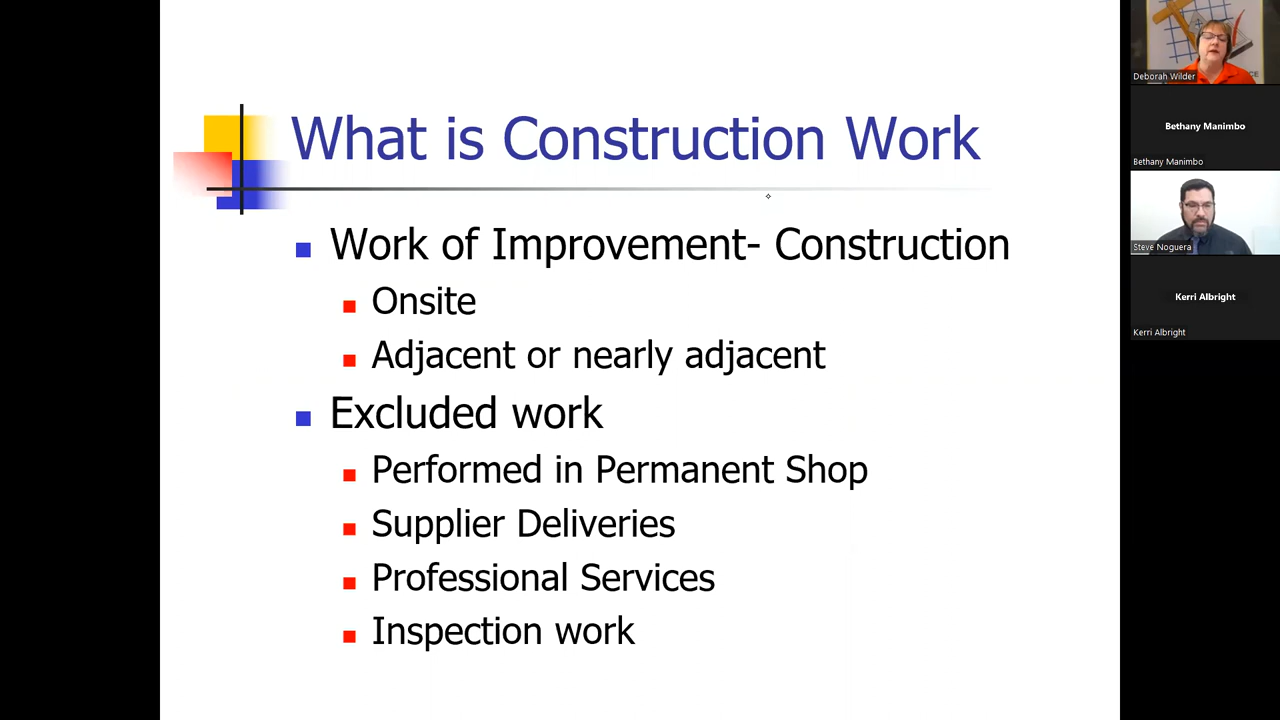 What is Construction Work
Work of Improvement- Construction
Onsite
Adjacent or nearly adjacent
Excluded work
Performed in Permanent Shop
Supplier Deliveries
Professional Services
Inspection work
Deborah Wilder
Bethany Manimbo
Bethany Manimbo
Steve Noguera
Kerri Albright
Kerri Albright